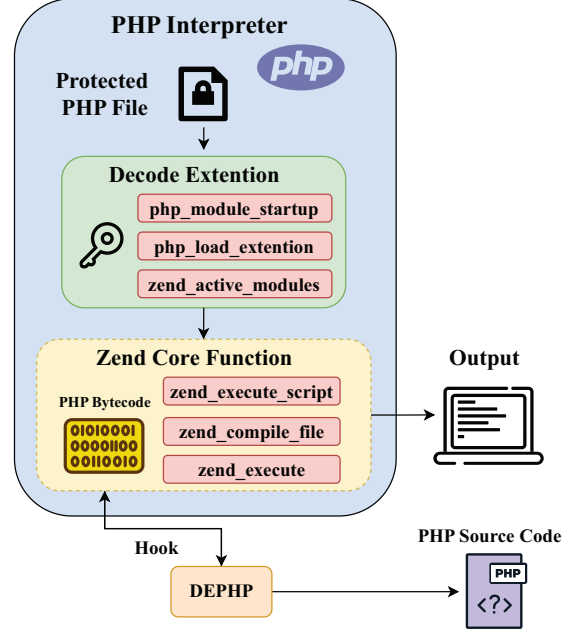 PHP Interpreter
php
Protected
PHP File
Decode Extention
php_module_startup
php_load_extention
zend_active_modules
Zend Core Function
PHP Bytecode
01010001
00001100
00110010
zend_execute_script
zend_compile_file
zend_execute
Output
Hook
DEPHP
PHP Source Code
PHP
<?>